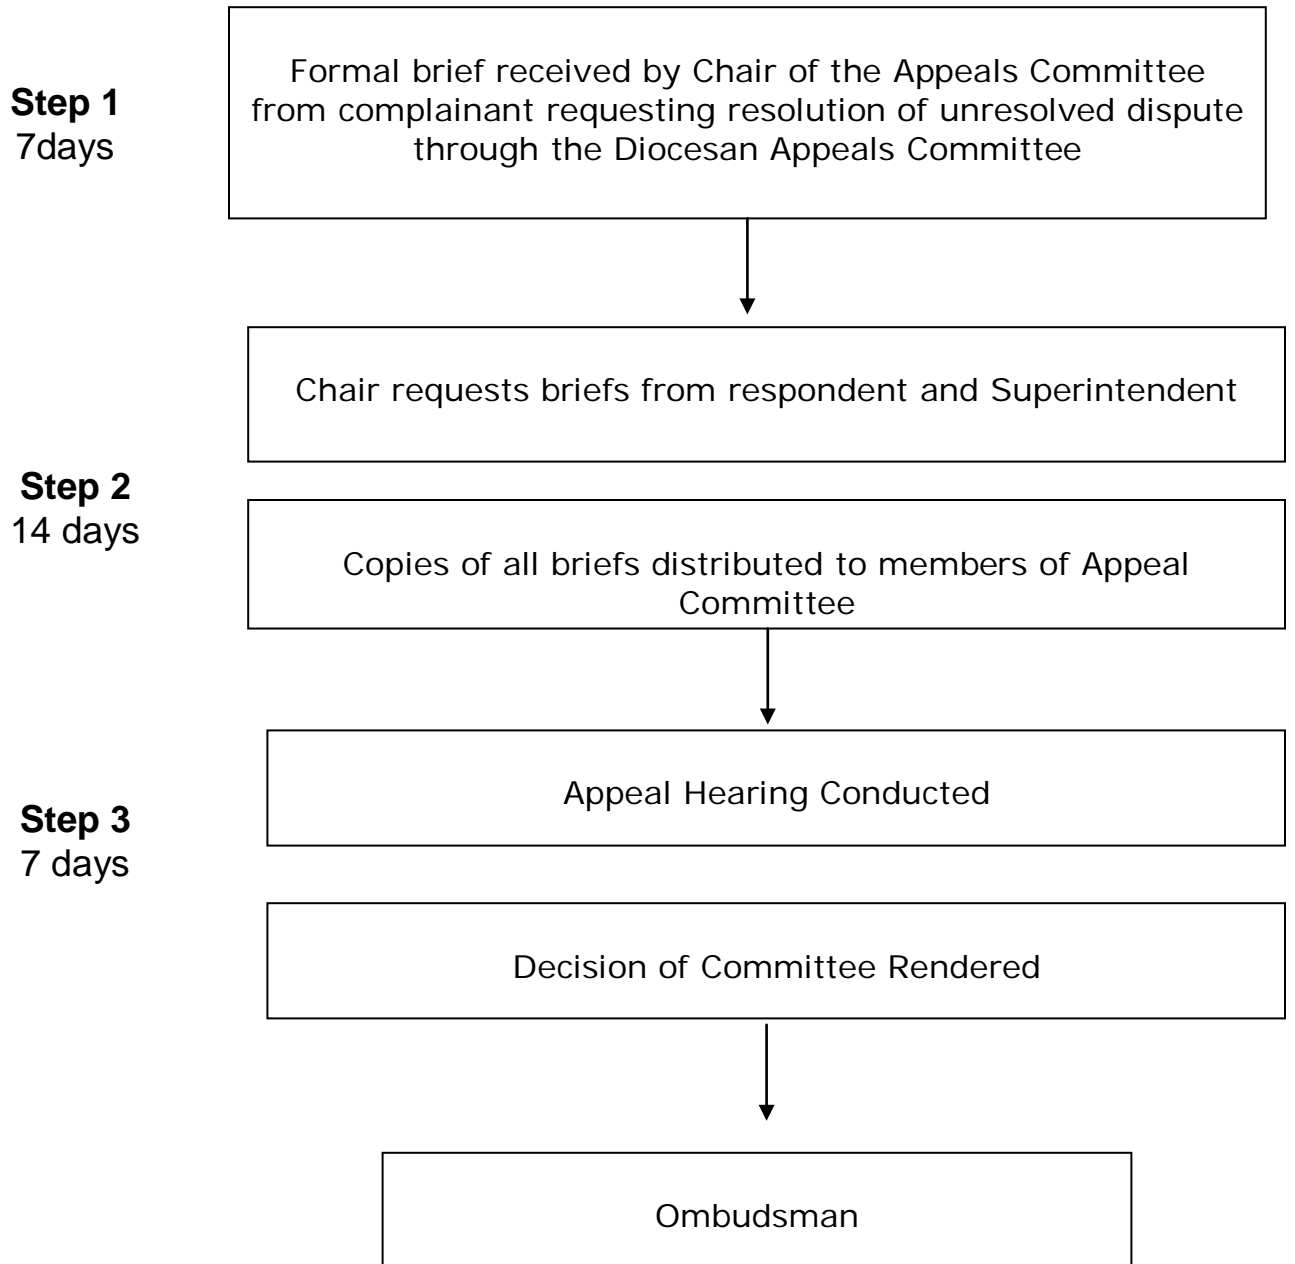 Step 1
7days
Formal brief received by Chair of the Appeals Committee
from complainant requesting resolution of unresolved dispute
through the Diocesan Appeals Committee
Chair requests briefs from respondent and Superintendent
Step 2
14 days
Copies of all briefs distributed to members of Appeal
Committee
Appeal Hearing Conducted
Step 3
7 days
Decision of Committee Rendered
Ombudsman